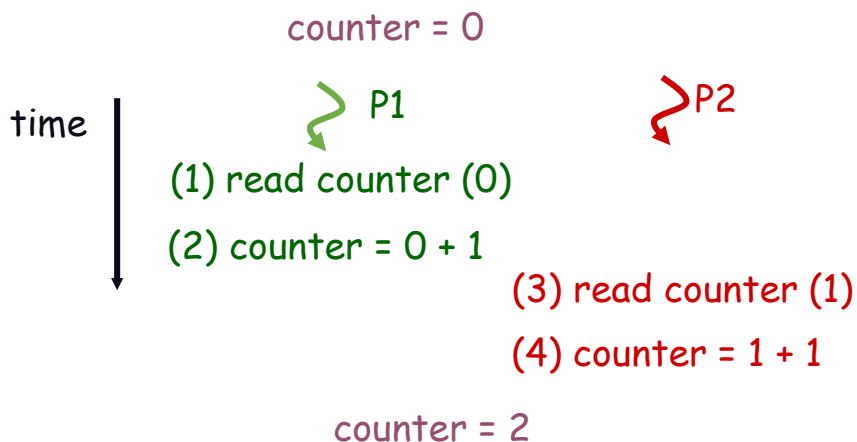 counter = 0
time
P1
P2
(1) read counter (0)
(2) counter = 0 + 1
(3) read counter (1)
(4) counter = 1 + 1
counter = 2